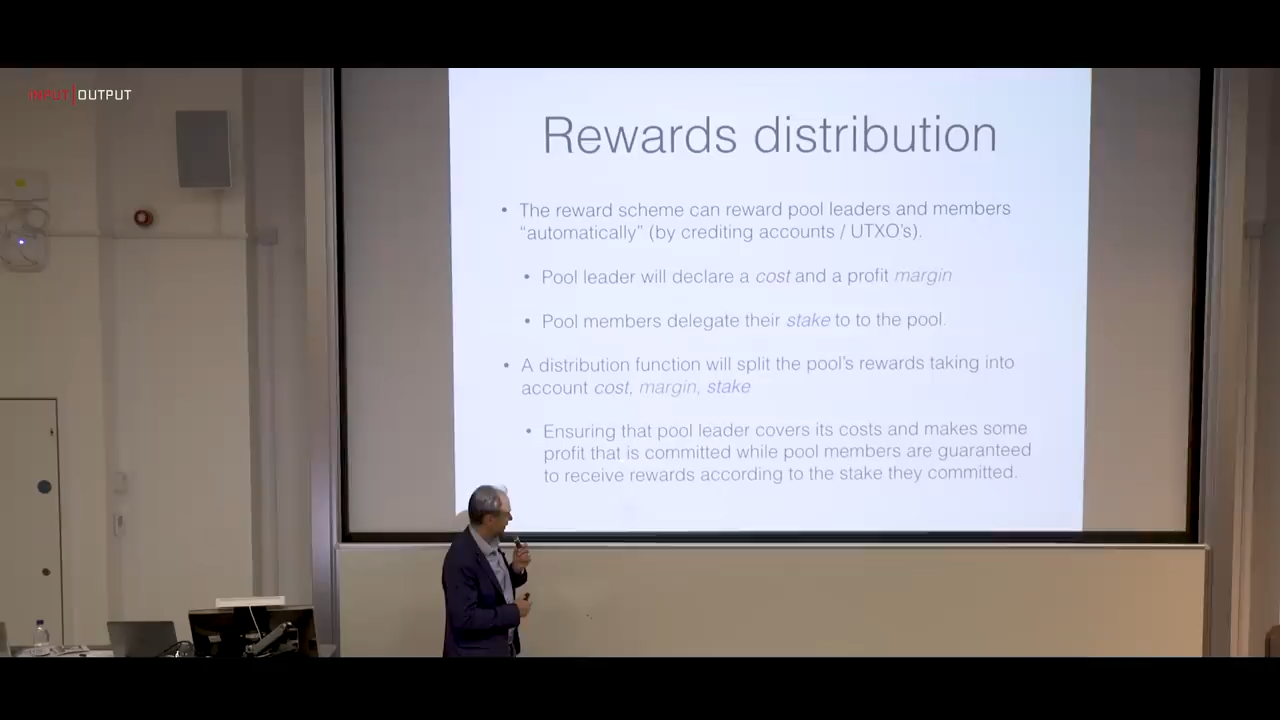 INPUT|OUTPUT
Rewards distribution
• The reward scheme can reward pool leaders and members
“automatically” (by crediting accounts / UTXO’s).
• Pool leader will declare a cost and a profit margin
• Pool members delegate their stake to to the pool.
• A distribution function will split the pool’s rewards taking into
account cost, margin, stake
• Ensuring that pool leader covers its costs and makes some
profit that is committed while pool members are guaranteed
to receive rewards according to the stake they committed.